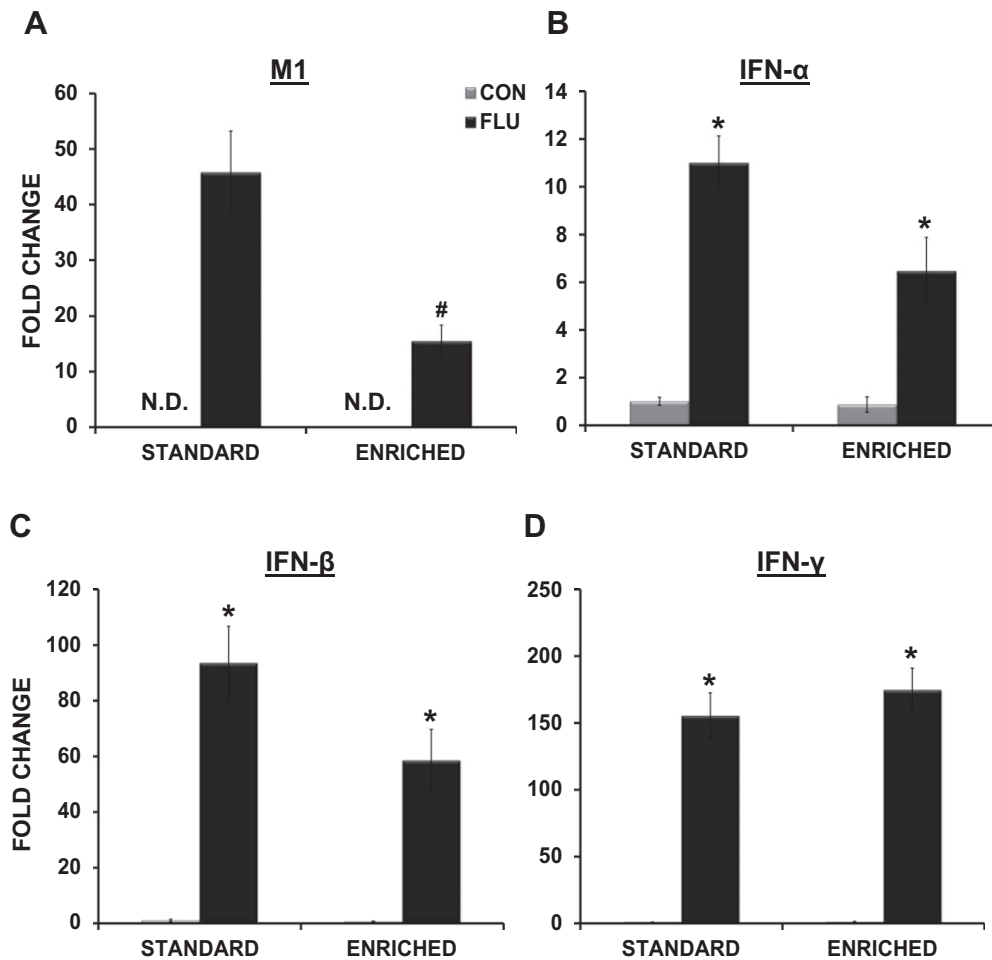 A
M1
FOLD CHANGE
60
50
40
30
20
10
0
N.D.
N.D.
#
STANDARD
ENRICHED
CON
FLU
B
IFN-α
14
12
10
8
6
4
2
0
*
*
STANDARD
ENRICHED
C
IFN-β
FOLD CHANGE
120
100
80
60
40
20
0
*
*
STANDARD
ENRICHED
D
IFN-γ
250
200
150
100
50
0
*
*
STANDARD
ENRICHED